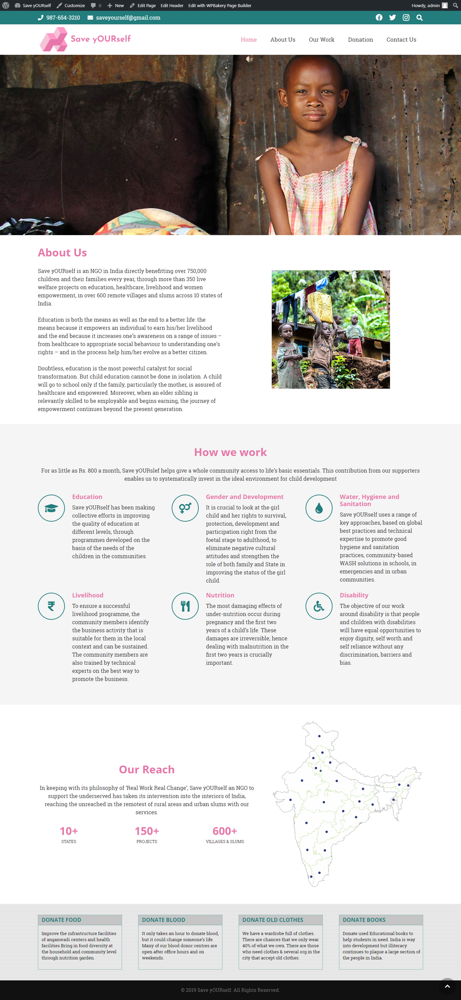 Save yOURself Customize 0 New Edit Page Edit Header Edit with WPBakery Page Builder Howdy, admin
987-654-3210 saveyourself@gmail.com
Save yOURself Home About Us Our Work Donation Contact Us
About Us
Save yOURself is an NGO in India directly benefitting over 750,000
children and their families every year, through more than 350 live
welfare projects on education, healthcare, livelihood and women
empowerment, in over 600 remote villages and slums across 10 states of
India.
Education is both the means as well as the end to a better life: the
means because it empowers an individual to earn his/her livelihood
and the end because it increases one’s awareness on a range of issues –
from healthcare to appropriate social behaviour to understanding one’s
rights – and in the process help him/her evolve as a better citizen.
Doubtless, education is the most powerful catalyst for social
transformation. But child education cannot be done in isolation. A child
will go to school only if the family, particularly the mother, is assured of
healthcare and empowered. Moreover, when an elder sibling is
relevantly skilled to be employable and begins earning, the journey of
empowerment continues beyond the present generation.
How we work
For as little as Rs. 800 a month, Save yOURslef helps give a whole community access to life’s basic essentials. This contribution from our supporters
enables us to systematically invest in the ideal environment for child development
Education
Save yOURself has been making
collective efforts in improving
the quality of education at
different levels, through
programmes developed on the
basis of the needs of the
children in the communities.
Gender and Development
It is crucial to look at the girl
child and her rights to survival,
protection, development and
participation right from the
foetal stage to adulthood, to
eliminate negative cultural
attitudes and strengthen the
role of both family and State in
improving the status of the girl
child.
Water, Hygiene and
Sanitation
Save yOURself uses a range of
key approaches, based on global
best practices and technical
expertise to promote good
hygiene and sanitation
practices, community-based
WASH solutions in schools, in
emergencies and in urban
communities.
Livelihood
To ensure a successful
livelihood programme, the
community members identify
the business activity that is
suitable for them in the local
context and can be sustained.
The community members are
also trained by technical
experts on the best way to
promote the business.
Nutrition
The most damaging effects of
under-nutrition occur during
pregnancy and the first two
years of a child’s life. These
damages are irreversible; hence
dealing with malnutrition in the
first two years is crucially
important.
Disability
The objective of our work
around disability is that people
and children with disabilities
will have equal opportunities to
enjoy dignity, self worth and
self reliance without any
discrimination, barriers and
bias.
Our Reach
In keeping with its philosophy of ‘Real Work Real Change’, Save yOURself an NGO to
support the underserved has taken its intervention into the interiors of India,
reaching the unreached in the remotest of rural areas and urban slums with our
services.
10+ 150+ 600+
STATES PROJECTS VILLAGES & SLUMS
DONATE FOOD
Improve the infrastructure facilities
of anganwadi centers and health
facilities.Bring in food diversity at
the household and community level
through nutrition garden.
DONATE BLOOD
It only takes an hour to donate blood,
but it could change someone’s life.
Many of our blood donor centres are
open after office hours and on
weekends.
DONATE OLD CLOTHES
We have a wardrobe full of clothes.
There are chances that we only wear
40% of what we own. There are those
who need clothes & several org in the
city that accept old clothes.
DONATE BOOKS
Donate used Educational books to
help students in need. India is way
into development but illiteracy
continues to plague a large section of
the people in India.
© 2019 Save yOURself. All Rights Reserved.